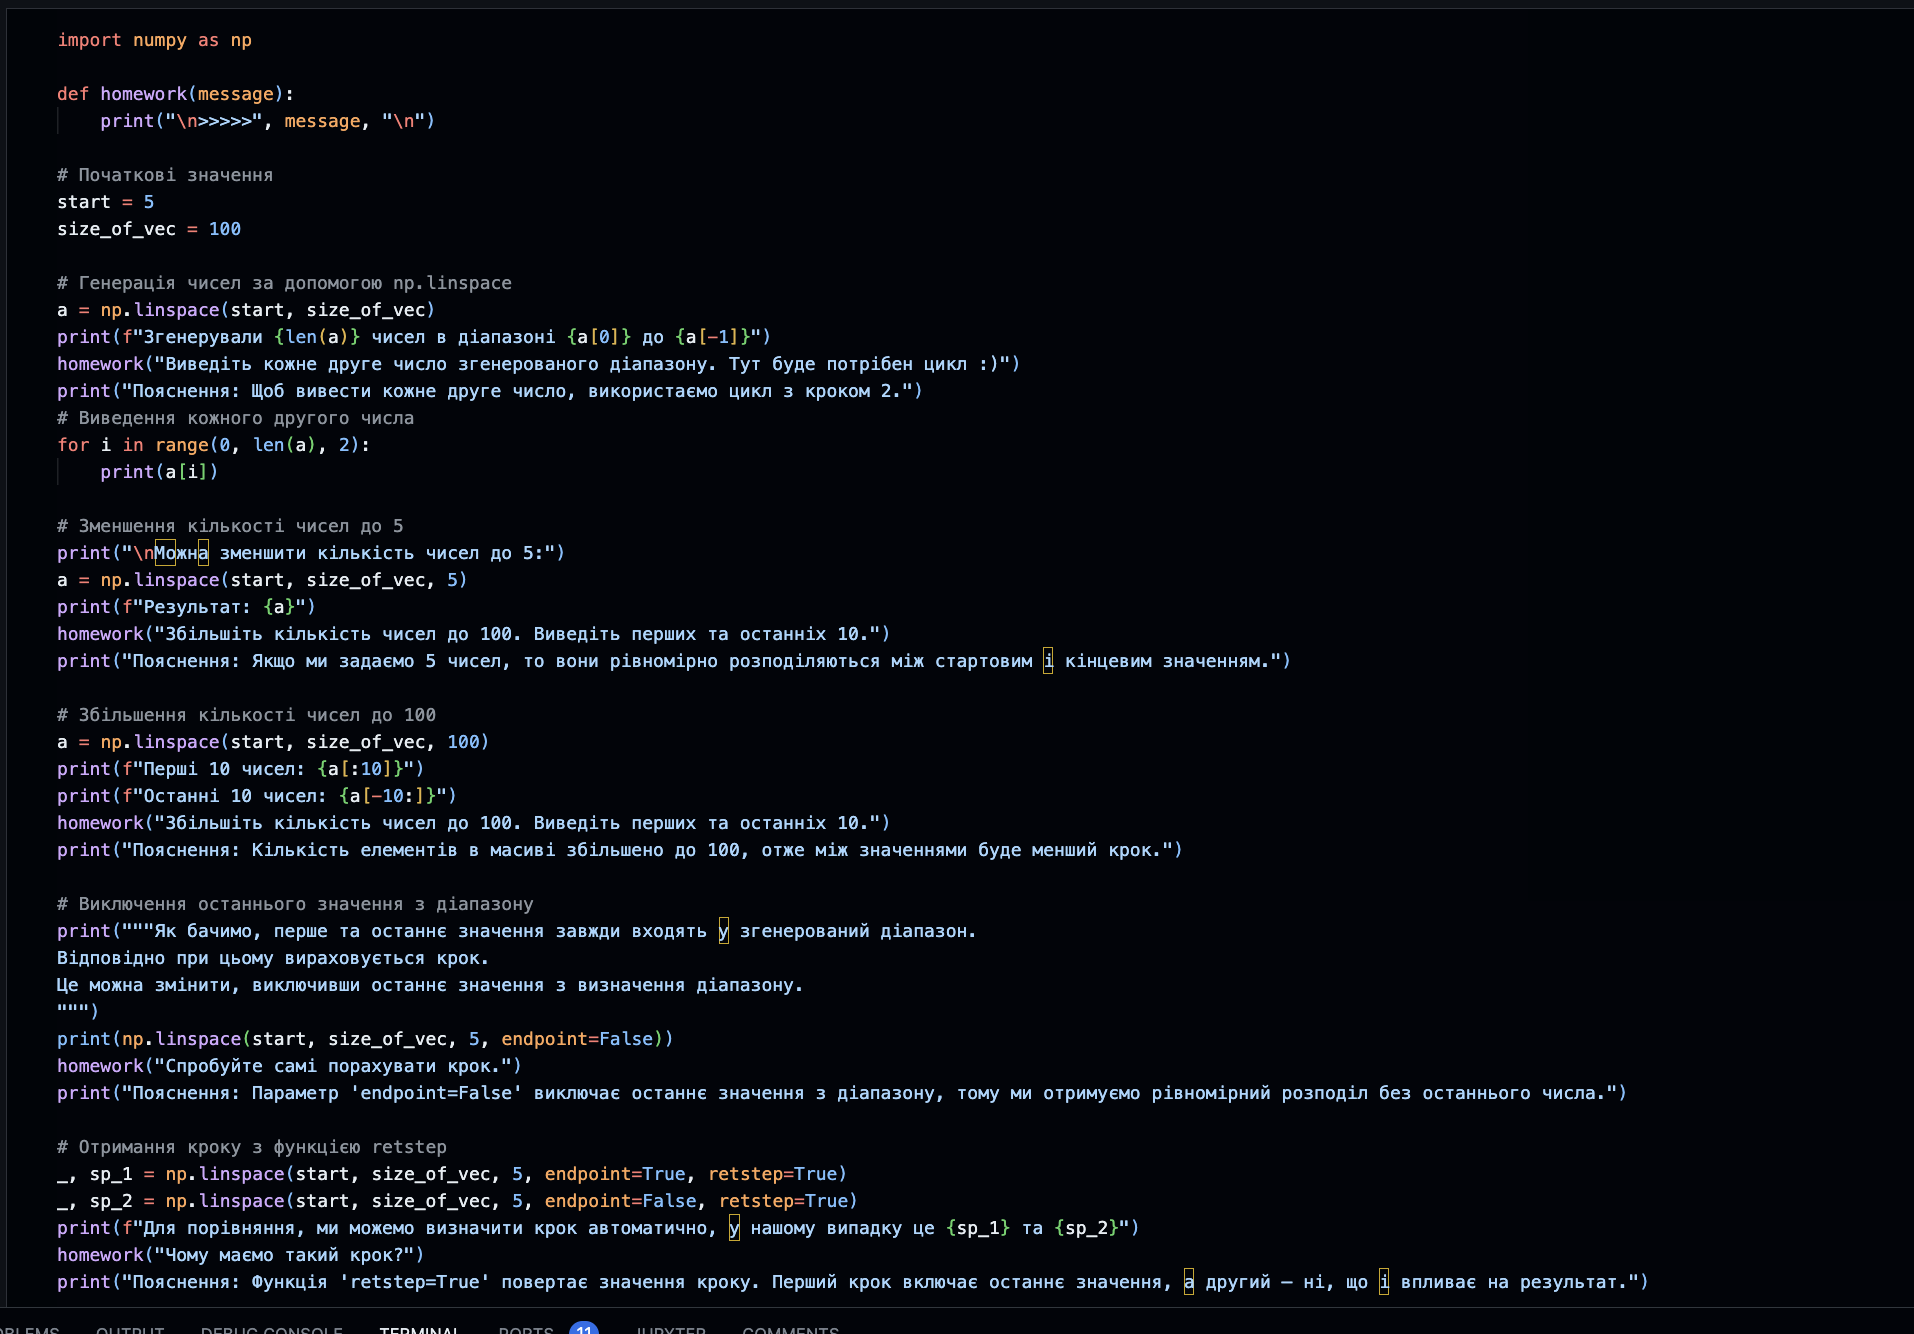 import numpy as np
def homework(message):
    print("\n>>>>>", message, "\n")
# Початкові значення
start = 5
size_of_vec = 100
# Генерація чисел за допомогою np.linspace
a = np.linspace(start, size_of_vec)
print(f"Згенерували {len(a)} чисел в діапазоні {a[0]} до {a[-1]}")
homework("Виведіть кожне друге число згенерованого діапазону. Тут буде потрібен цикл :)")
print("Пояснення: Щоб вивести кожне друге число, використаємо цикл з кроком 2.")
# Виведення кожного другого числа
for i in range(0, len(a), 2):
    print(a[i])
# Зменшення кількості чисел до 5
print("\nМожна зменшити кількість чисел до 5:")
a = np.linspace(start, size_of_vec, 5)
print(f"Результат: {a}")
homework("Збільшіть кількість чисел до 100. Виведіть перших та останніх 10.")
print("Пояснення: Якщо ми задаємо 5 чисел, то вони рівномірно розподіляються між стартовим і кінцевим значенням.")
# Збільшення кількості чисел до 100
a = np.linspace(start, size_of_vec, 100)
print(f"Перші 10 чисел: {a[:10]}")
print(f"Останні 10 чисел: {a[-10:]}")
homework("Збільшіть кількість чисел до 100. Виведіть перших та останніх 10.")
print("Пояснення: Кількість елементів в масиві збільшено до 100, отже між значеннями буде менший крок.")
# Виключення останнього значення з діапазону
print("""Як бачимо, перше та останнє значення завжди входять у згенерований діапазон.
Відповідно при цьому вираховується крок.
Це можна змінити, виключивши останнє значення з визначення діапазону.
""")
print(np.linspace(start, size_of_vec, 5, endpoint=False))
homework("Спробуйте самі порахувати крок.")
print("Пояснення: Параметр 'endpoint=False' виключає останнє значення з діапазону, тому ми отримуємо рівномірний розподіл без останнього числа.")
# Отримання кроку з функцією retstep
_, sp_1 = np.linspace(start, size_of_vec, 5, endpoint=True, retstep=True)
_, sp_2 = np.linspace(start, size_of_vec, 5, endpoint=False, retstep=True)
print(f"Для порівняння, ми можемо визначити крок автоматично, у нашому випадку це {sp_1} та {sp_2}")
homework("Чому маємо такий крок?")
print("Пояснення: Функція 'retstep=True' повертає значення кроку. Перший крок включає останнє значення, а другий — ні, що і впливає на результат.")
OUTPUT DEBUG CONSOLE TERMINAL PORTS 11 JUPYTER COMMENTS